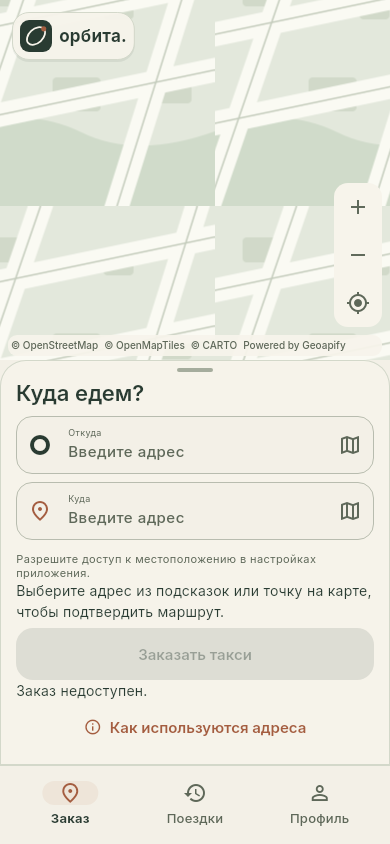 орбита.
© OpenStreetMap © OpenMapTiles © CARTO Powered by Geoapify
Куда едем?
Откуда
Введите адрес
Куда
Введите адрес
Разрешите доступ к местоположению в настройках
приложения.
Выберите адрес из подсказок или точку на карте,
чтобы подтвердить маршрут.
Заказать такси
Заказ недоступен.
Как используются адреса
Заказ
Поездки
Профиль